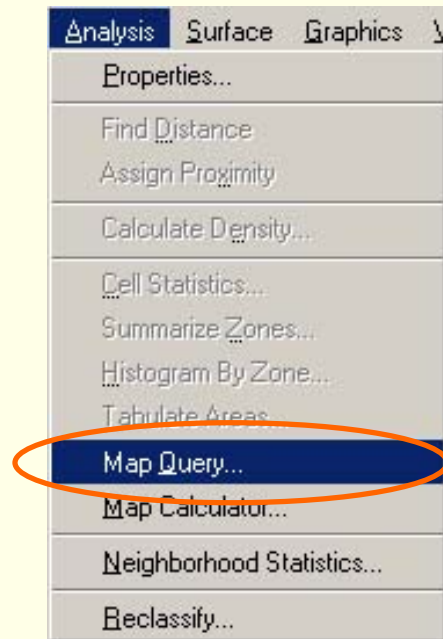 Analysis Surface Graphics
Properties...
Find Distance
Assign Proximity
Calculate Density...
Cell Statistics...
Summarize Zones...
Histogram By Zone...
Tabulate Areas...
Map Query...
Map Calculator...
Neighborhood Statistics...
Reclassify...